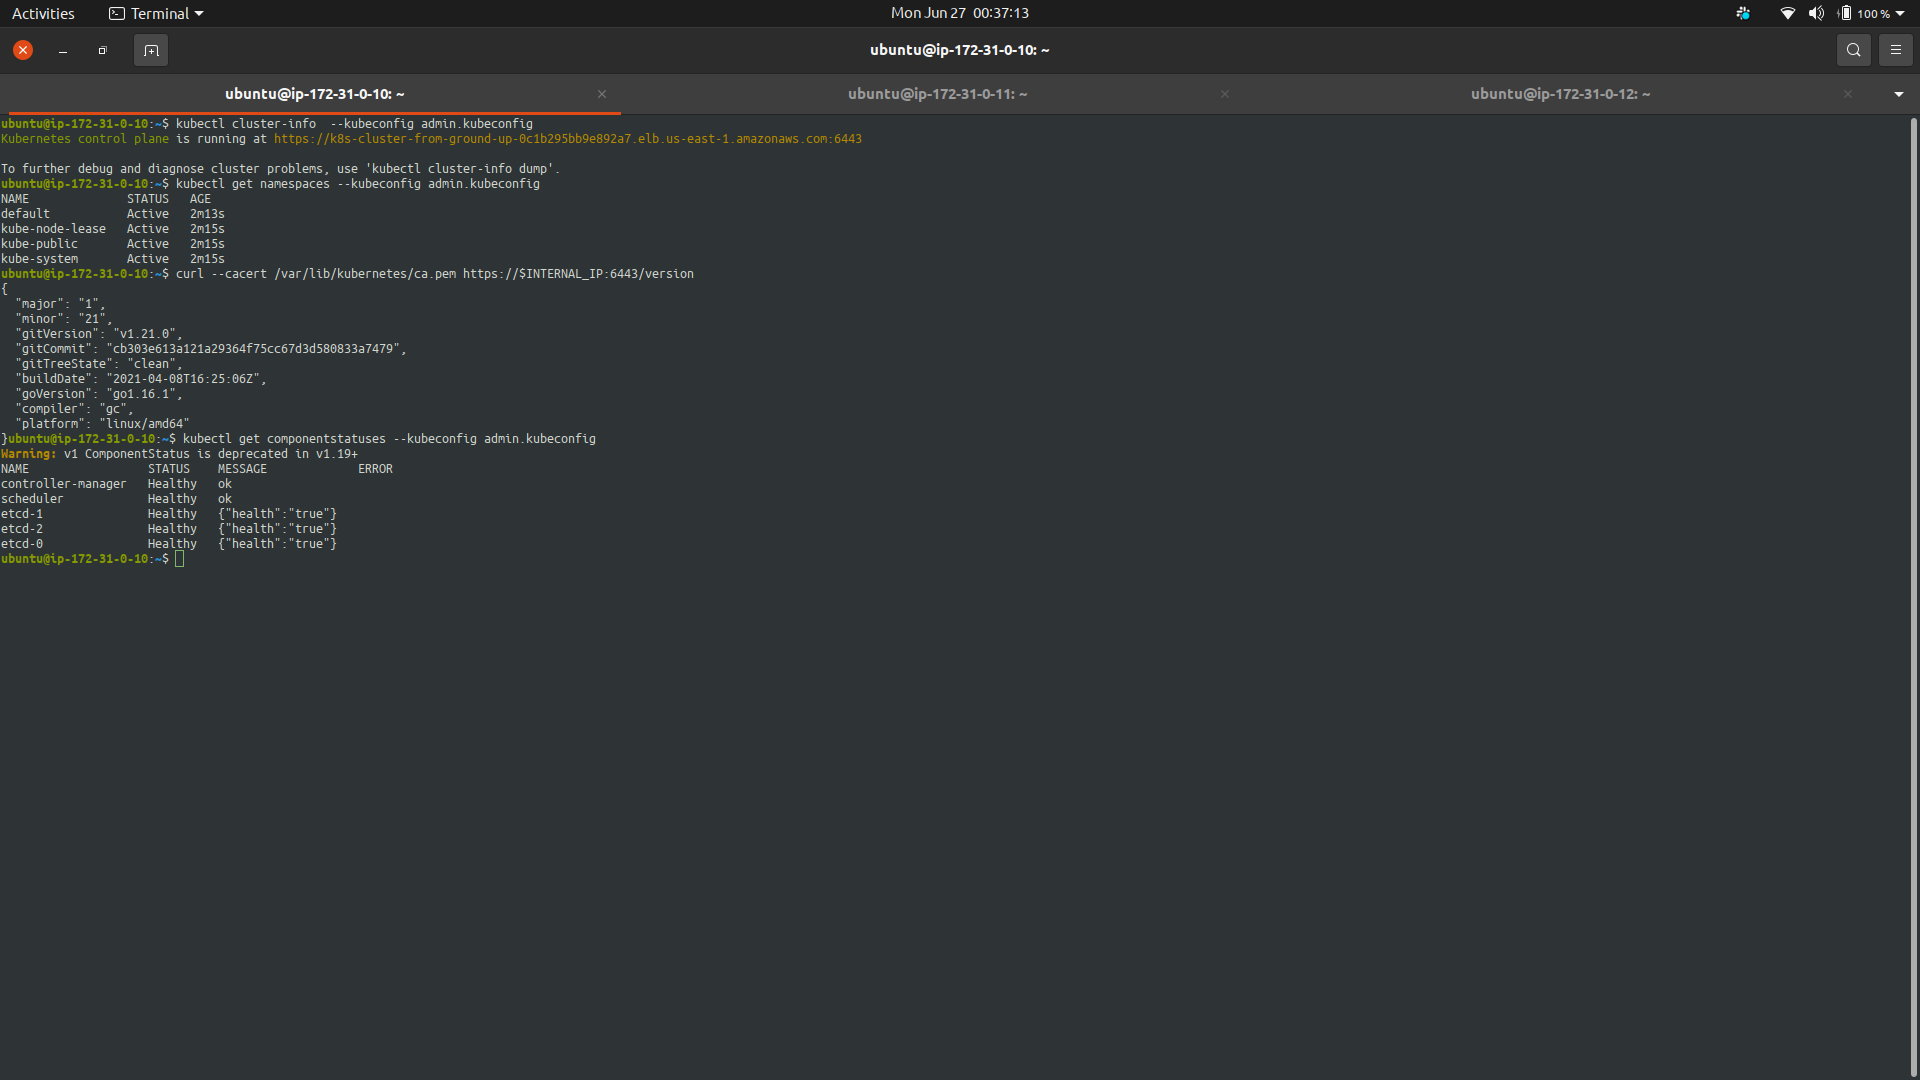 Activities Terminal Mon Jun 27 00:37:13 100 %
ubuntu@ip-172-31-0-10: ~
ubuntu@ip-172-31-0-10: ~ ubuntu@ip-172-31-0-11: ~ ubuntu@ip-172-31-0-12: ~
ubuntu@ip-172-31-0-10:~$ kubectl cluster-info  --kubeconfig admin.kubeconfig
Kubernetes control plane is running at https://k8s-cluster-from-ground-up-0c1b295bb9e892a7.elb.us-east-1.amazonaws.com:6443

To further debug and diagnose cluster problems, use 'kubectl cluster-info dump'.
ubuntu@ip-172-31-0-10:~$ kubectl get namespaces --kubeconfig admin.kubeconfig
NAME              STATUS   AGE
default           Active   2m13s
kube-node-lease   Active   2m15s
kube-public       Active   2m15s
kube-system       Active   2m15s
ubuntu@ip-172-31-0-10:~$ curl --cacert /var/lib/kubernetes/ca.pem https://$INTERNAL_IP:6443/version
{
  "major": "1",
  "minor": "21",
  "gitVersion": "v1.21.0",
  "gitCommit": "cb303e613a121a29364f75cc67d3d580833a7479",
  "gitTreeState": "clean",
  "buildDate": "2021-04-08T16:25:06Z",
  "goVersion": "go1.16.1",
  "compiler": "gc",
  "platform": "linux/amd64"
}ubuntu@ip-172-31-0-10:~$ kubectl get componentstatuses --kubeconfig admin.kubeconfig
Warning: v1 ComponentStatus is deprecated in v1.19+
NAME                 STATUS    MESSAGE             ERROR
controller-manager   Healthy   ok
scheduler            Healthy   ok
etcd-1               Healthy   {"health":"true"}
etcd-2               Healthy   {"health":"true"}
etcd-0               Healthy   {"health":"true"}
ubuntu@ip-172-31-0-10:~$